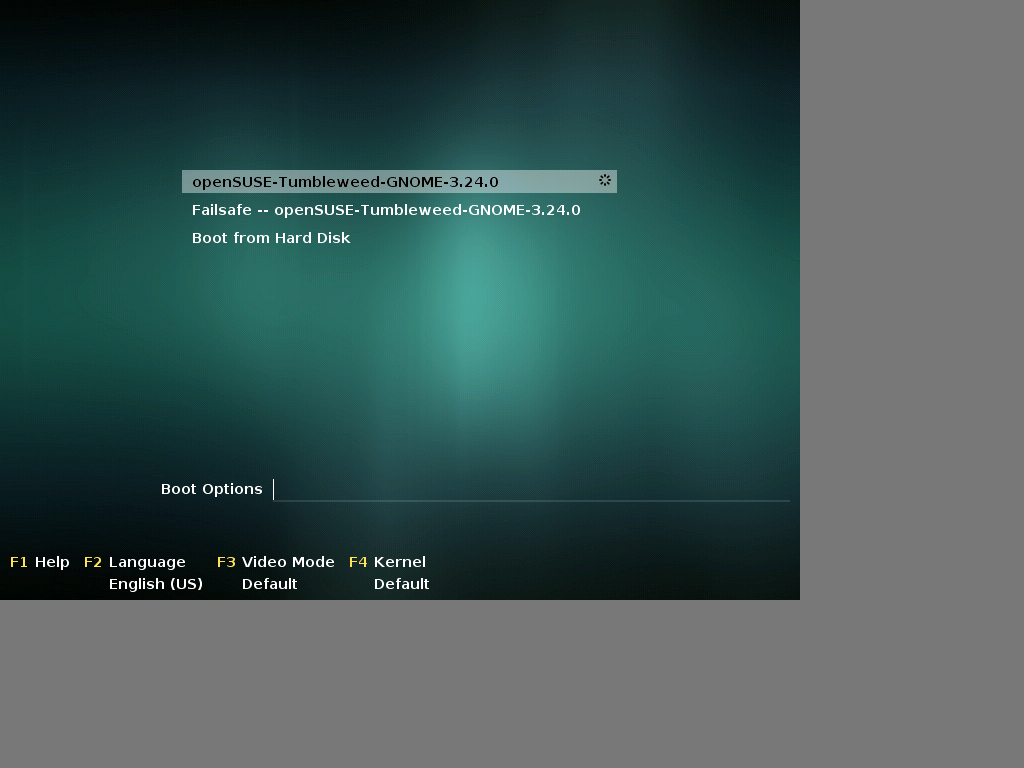 openSUSE-Tumbleweed-GNOME-3.24.0
Failsafe -- openSUSE-Tumbleweed-GNOME-3.24.0
Boot from Hard Disk
Boot Options
F1 Help F2 Language F3 Video Mode F4 Kernel
English (US) Default Default